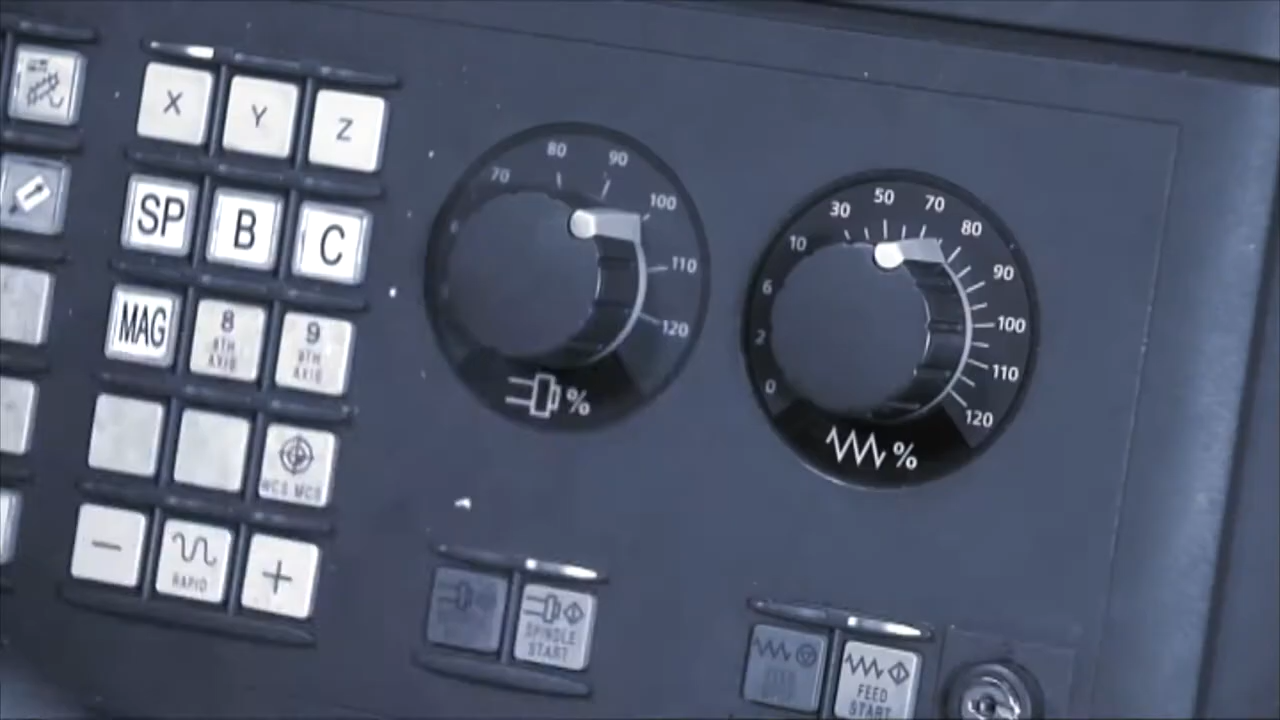 X Y Z
SP B C
MAG 8 8TH AXIS 9 9TH AXIS
WCS MCS
− RAPID +
70 80 90 100 110 120
%
0 2 6 10 30 50 70 80 90 100 110 120
%
SPINDLE
START
FEED
START